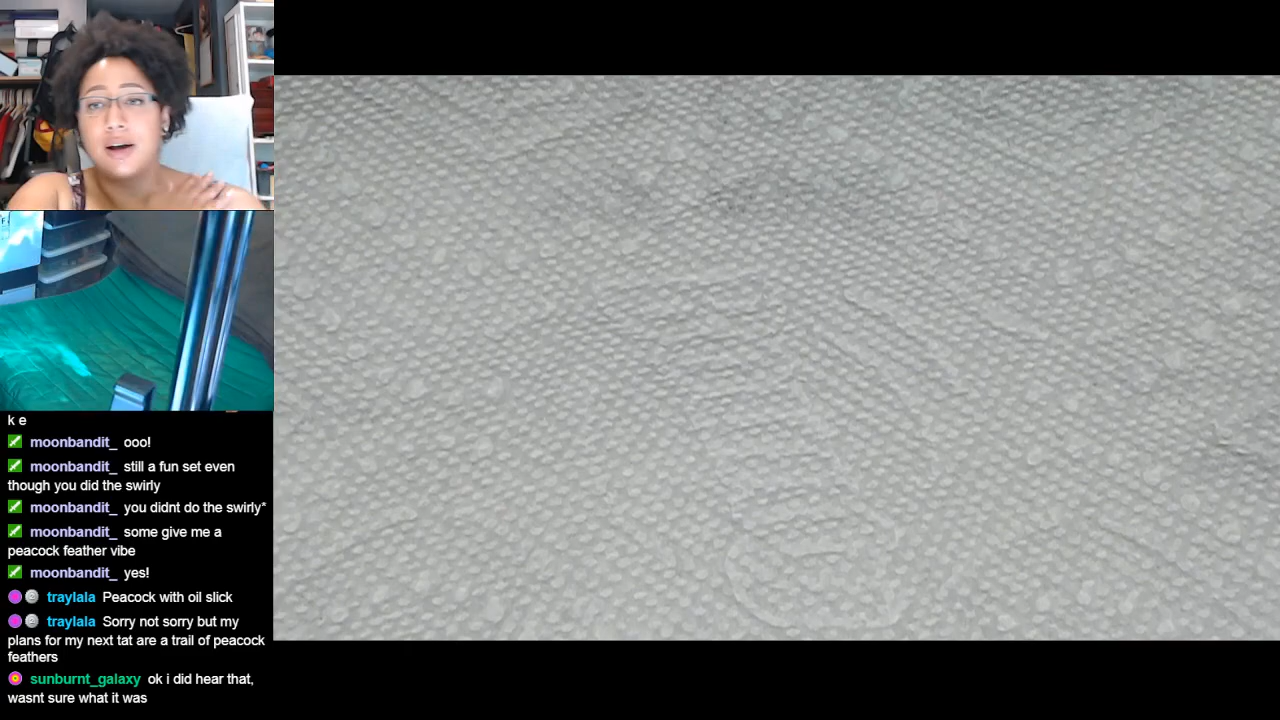 k e
moonbandit_ ooo!
moonbandit_ still a fun set even
though you did the swirly
moonbandit_ you didnt do the swirly*
moonbandit_ some give me a
peacock feather vibe
moonbandit_ yes!
traylala Peacock with oil slick
traylala Sorry not sorry but my
plans for my next tat are a trail of peacock
feathers
sunburnt_galaxy ok i did hear that,
wasnt sure what it was